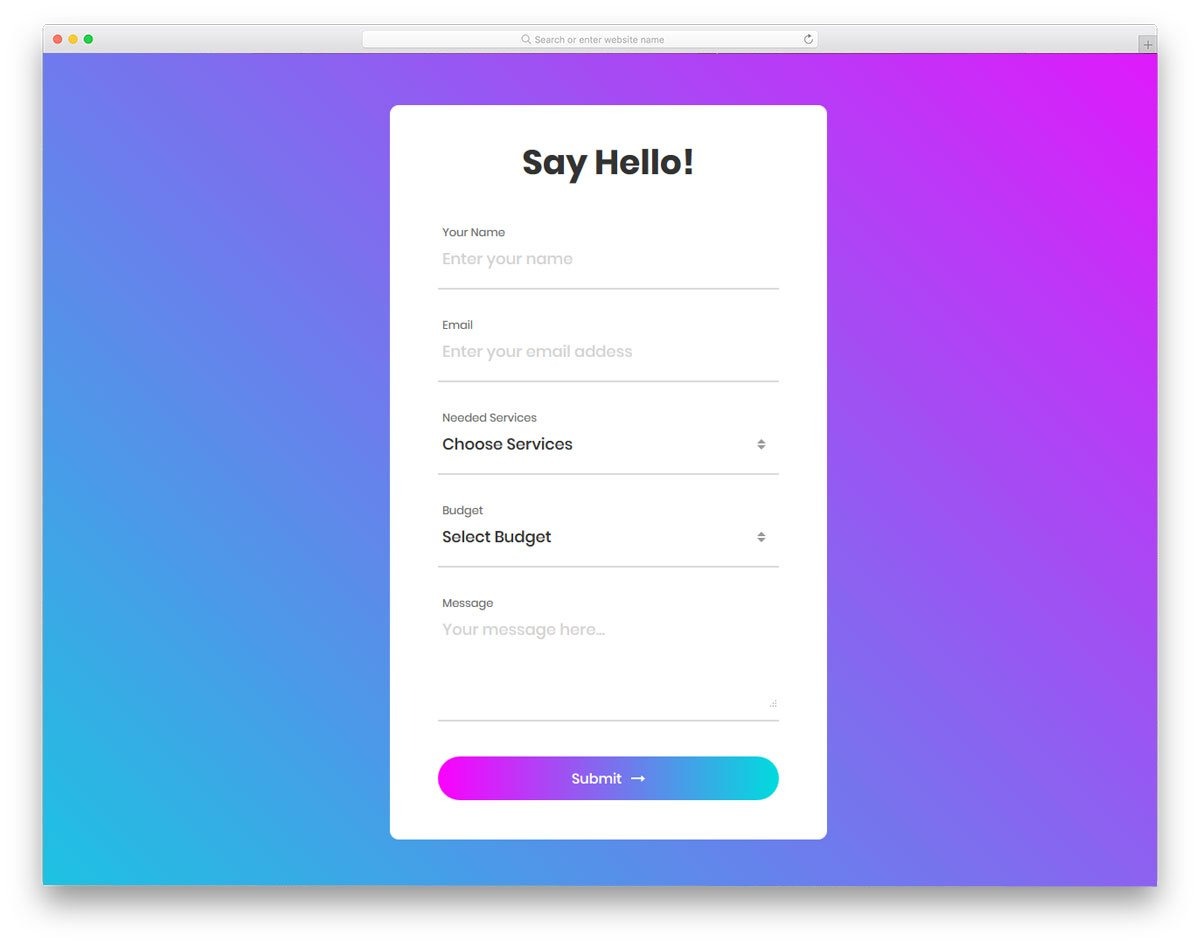 Search or enter website name
Say Hello!
Your Name
Enter your name
Email
Enter your email addess
Needed Services
Choose Services
Budget
Select Budget
Message
Your message here...
Submit →